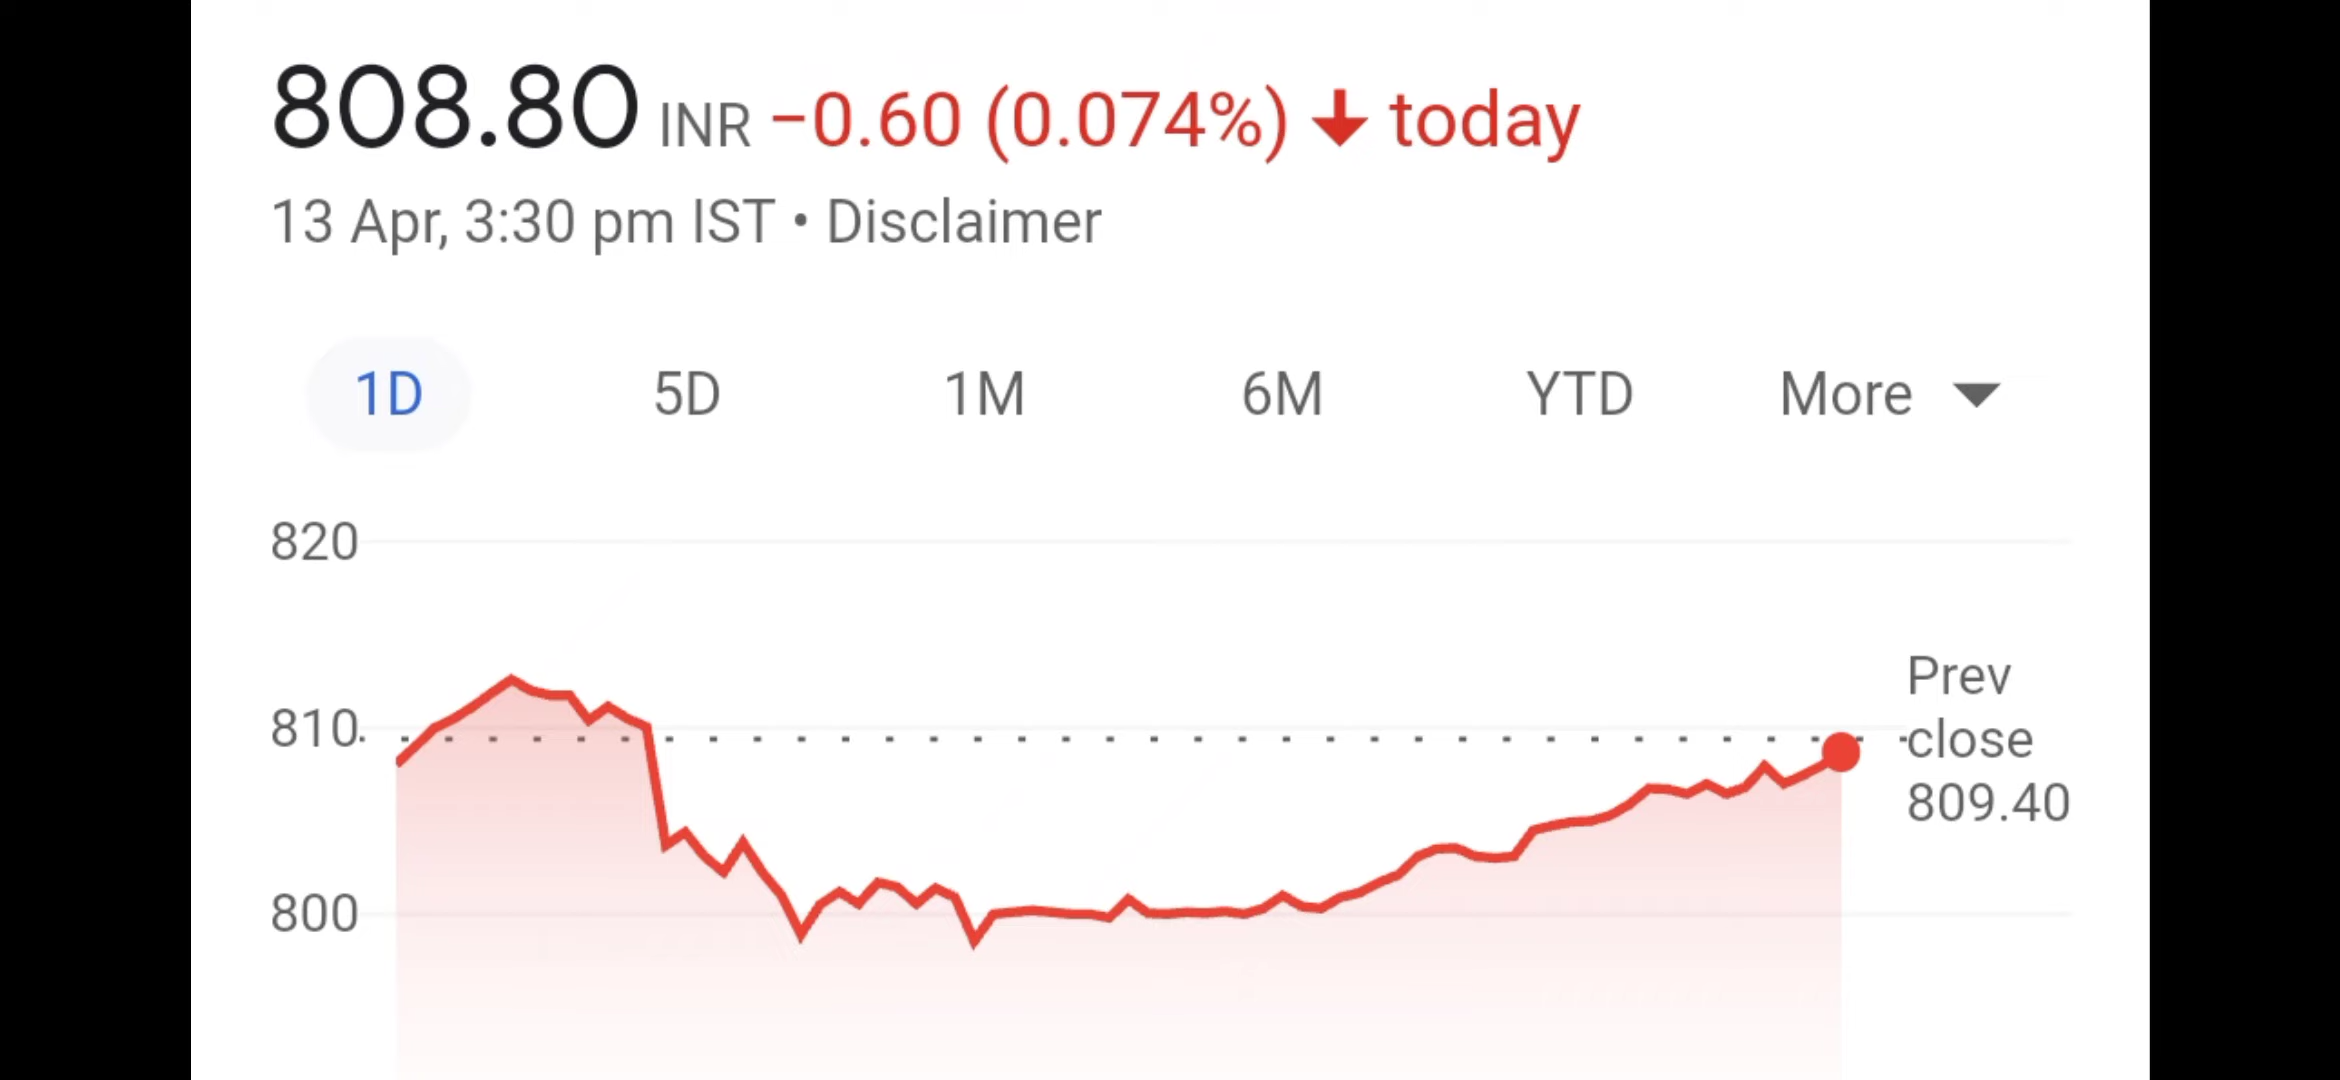 808.80 INR −0.60 (0.074%) ↓ today
13 Apr, 3:30 pm IST • Disclaimer
1D 5D 1M 6M YTD More
820
810
800
Prev
close
809.40